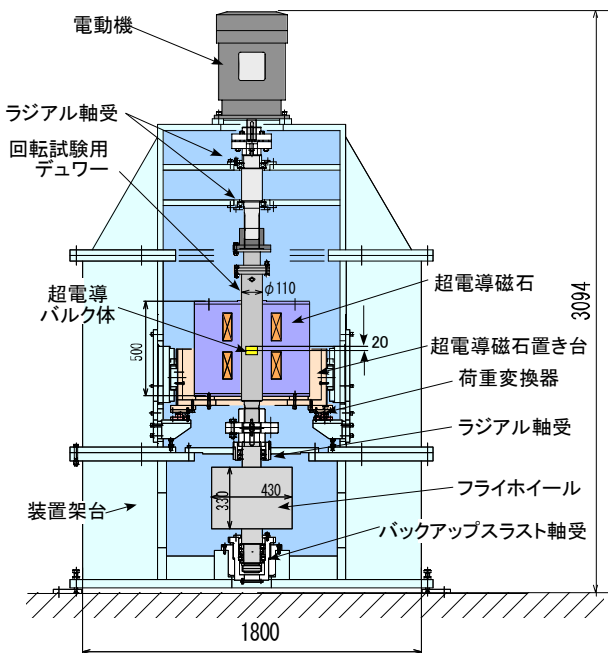 電動機
ラジアル軸受
回転試験用
デュワー
φ110
超電導
バルク体
超電導磁石
20
500
超電導磁石置き台
荷重変換器
ラジアル軸受
330
430
フライホイール
装置架台
バックアップスラスト軸受
3094
1800